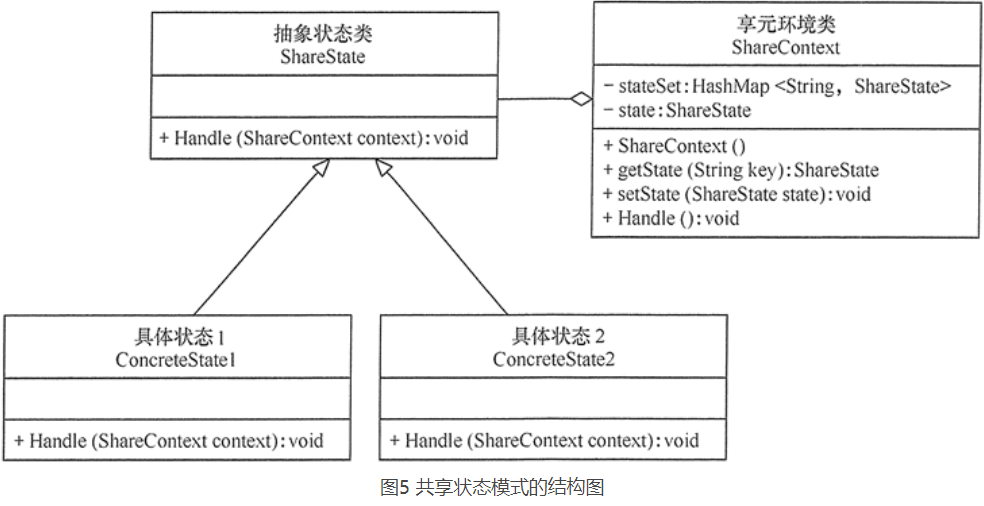 抽象状态类
ShareState
+ Handle (ShareContext context): void
享元环境类
ShareContext
- stateSet: HashMap <String, ShareState>
- state: ShareState
+ ShareContext ()
+ getState (String key): ShareState
+ setState (ShareState state): void
+ Handle (): void
具体状态 1
ConcreteState1
+ Handle (ShareContext context): void
具体状态 2
ConcreteState2
+ Handle (ShareContext context): void
图5 共享状态模式的结构图